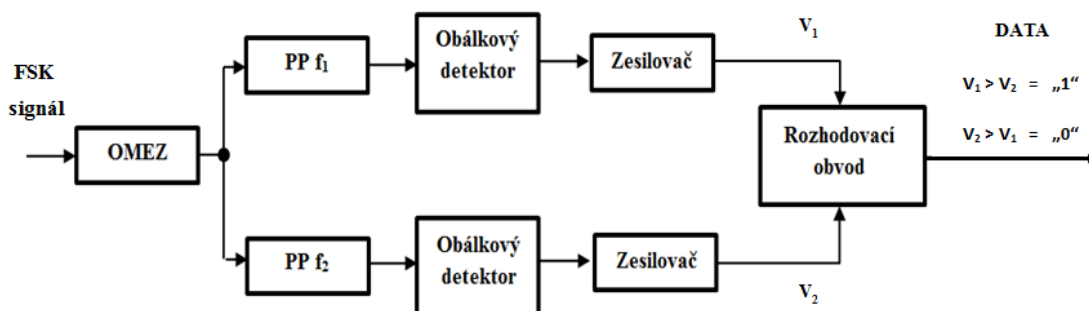 FSK
signál
OMEZ
PP f₁
Obálkový
detektor
Zesilovač
V₁
PP f₂
Obálkový
detektor
Zesilovač
V₂
Rozhodovací
obvod
DATA
V₁ > V₂ = „1“
V₂ > V₁ = „0“